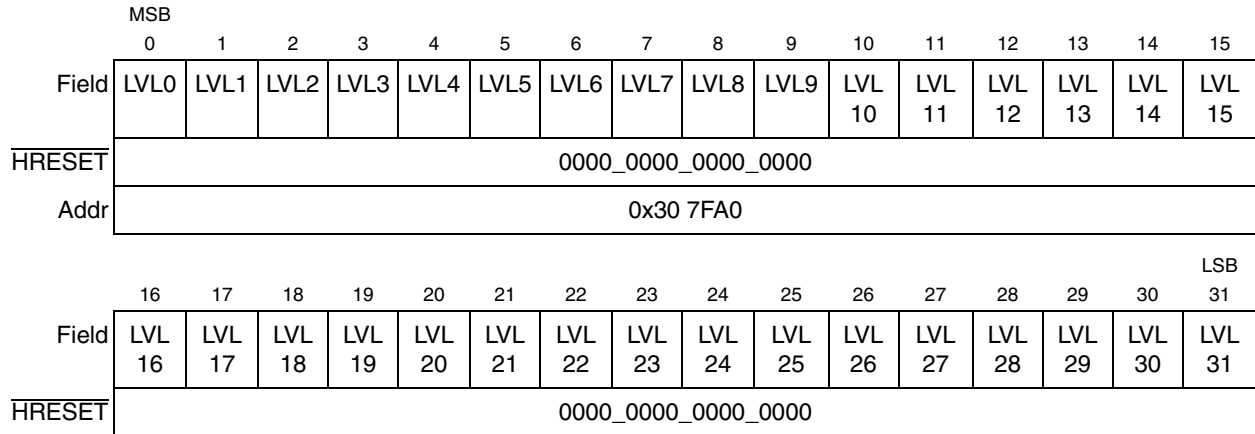 MSB
0 1 2 3 4 5 6 7 8 9 10 11 12 13 14 15
Field LVL0 LVL1 LVL2 LVL3 LVL4 LVL5 LVL6 LVL7 LVL8 LVL9 LVL LVL LVL LVL LVL LVL
10 11 12 13 14 15
HRESET 0000_0000_0000_0000
Addr 0x30 7FA0
LSB
16 17 18 19 20 21 22 23 24 25 26 27 28 29 30 31
Field LVL LVL LVL LVL LVL LVL LVL LVL LVL LVL LVL LVL LVL LVL LVL LVL
16 17 18 19 20 21 22 23 24 25 26 27 28 29 30 31
HRESET 0000_0000_0000_0000